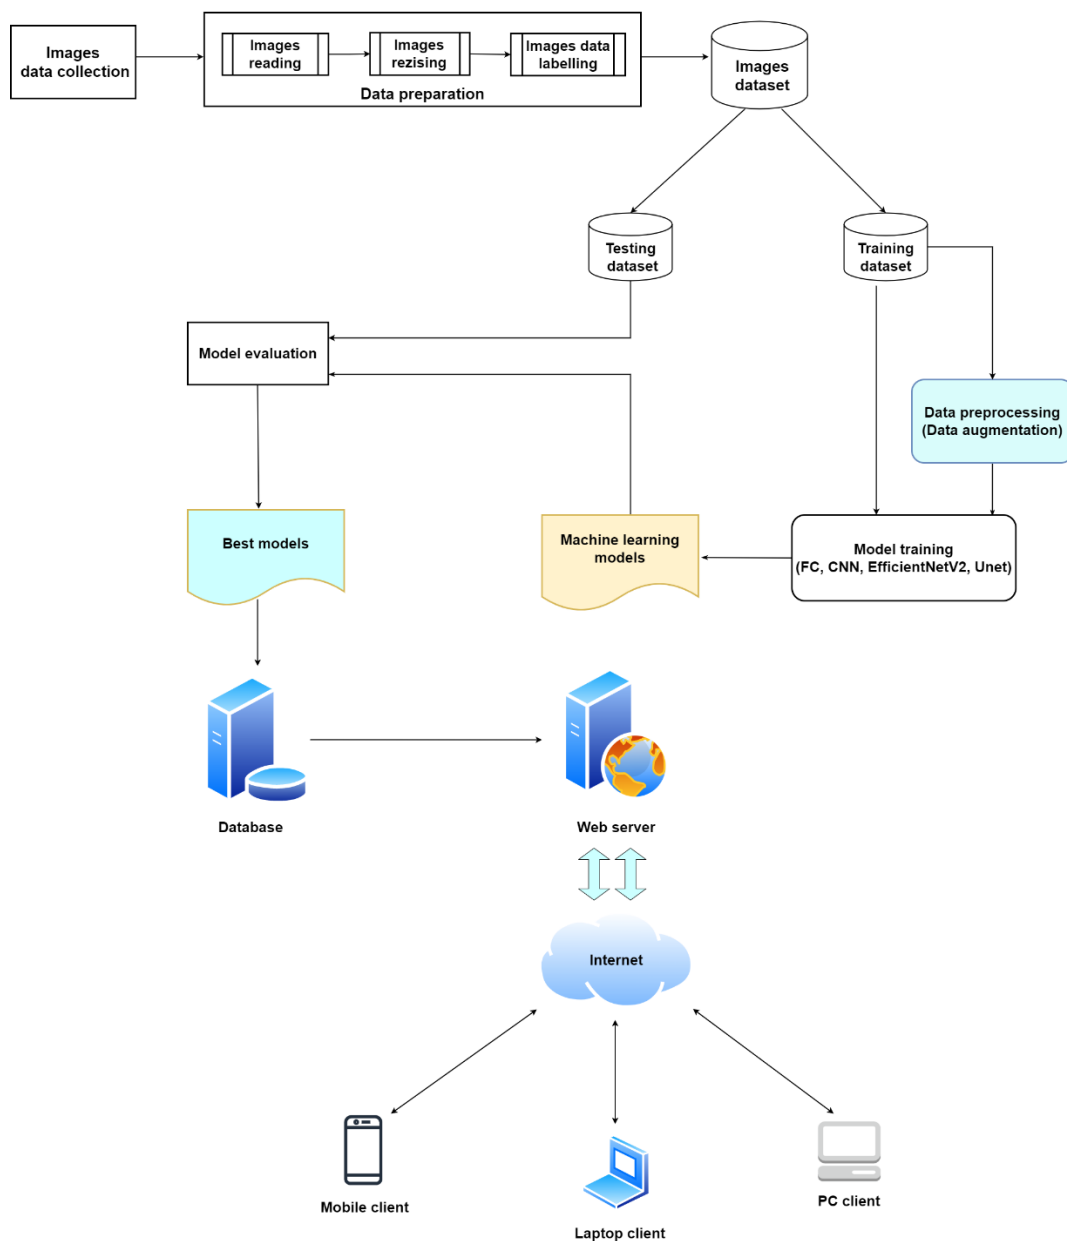 Images
data collection
Images
reading
Images
rezising
Images data
labelling
Data preparation
Images
dataset
Testing
dataset
Training
dataset
Model evaluation
Data preprocessing
(Data augmentation)
Best models
Machine learning
models
Model training
(FC, CNN, EfficientNetV2, Unet)
Database
Web server
Internet
Mobile client
Laptop client
PC client